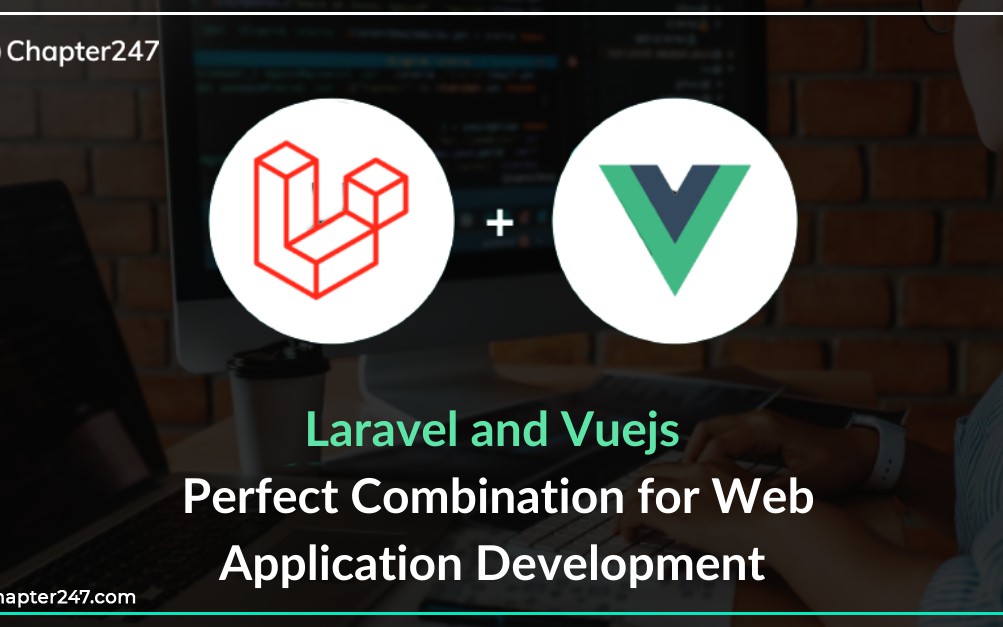 Chapter247
+
Laravel and Vuejs
Perfect Combination for Web
Application Development
hapter247.com